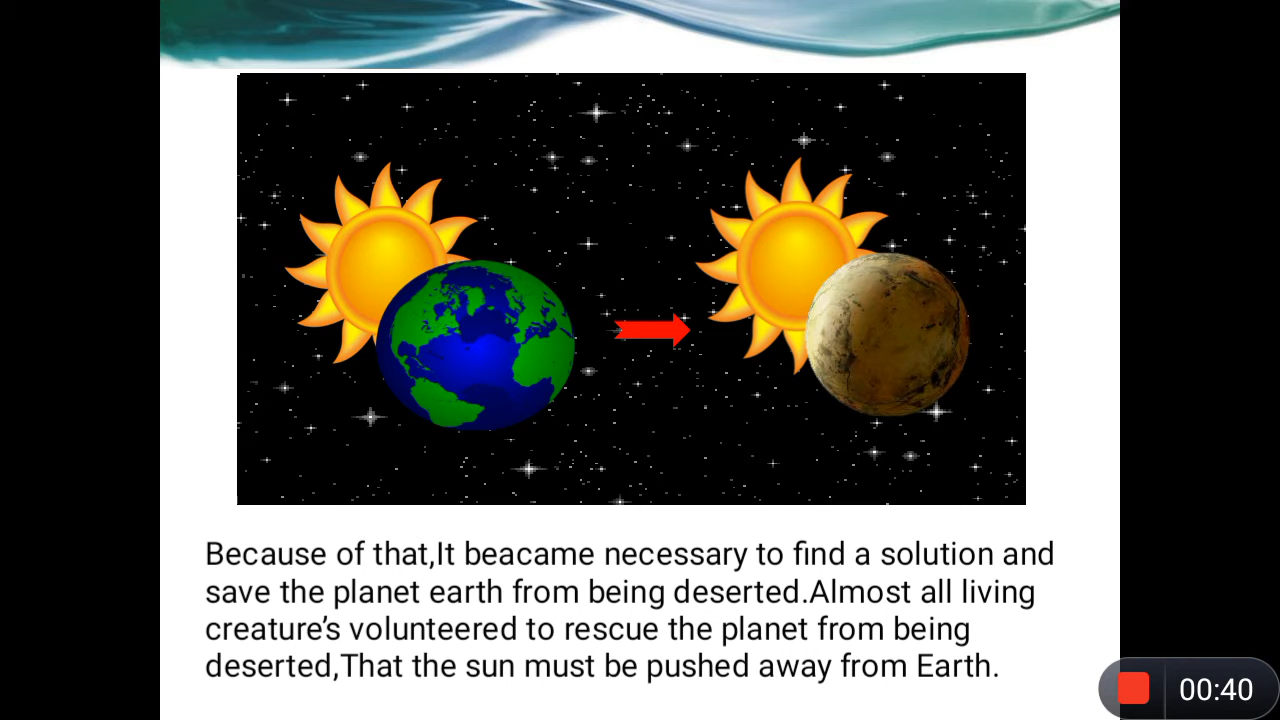 Because of that,It beacame necessary to find a solution and
save the planet earth from being deserted.Almost all living
creature’s volunteered to rescue the planet from being
deserted,That the sun must be pushed away from Earth.
00:40